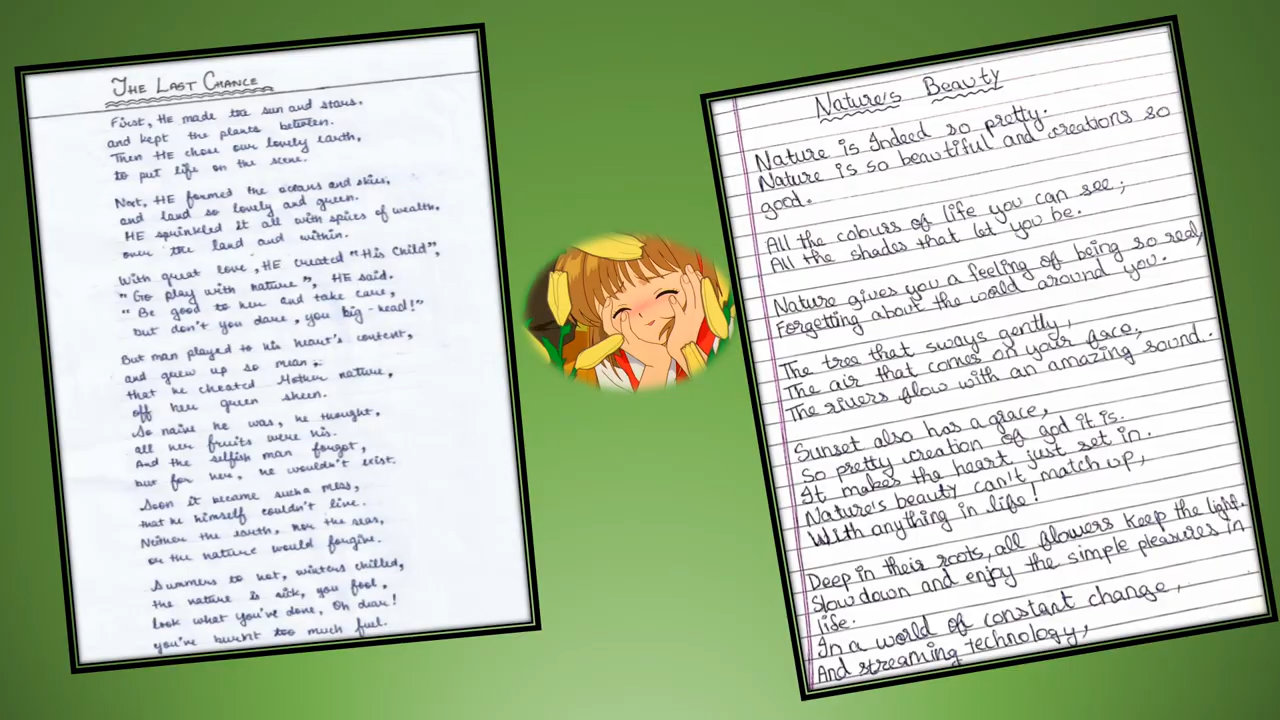 THE LAST CHANCE
First, HE made the sun and stars.
and kept the plants between.
Then HE chose our lovely earth,
to put life on the scene.
Next, HE formed the oceans and skies,
and land so lovely and green.
HE sprinkled it all with spices of wealth.
over the land and within.
With great love, HE created "His Child",
"Go play with nature", HE said.
"Be good to her and take care,
but don't you dare, you big-head!"
But man played to his heart's content,
and grew up so mean;
that he cheated Mother nature,
off her green sheen.
So naive he was, he thought,
all her fruits were his.
And the selfish man forgot,
but for her, he wouldn't exist.
Soon it became such a mess,
that he himself couldn't live.
Neither the earth, nor the seas,
or the nature would forgive.
Summers to hot, winters chilled,
the nature is sick, you fool,
look what you've done, Oh dear!
you've burnt too much fuel.
Nature's Beauty
Nature is Indeed so pretty.
Nature is so beautiful and creations so
good.
All the colours of life you can see;
All the shades that let you be.
Nature gives you a feeling of being so red,
Forgetting about the world around you.
The tree that sways gently,
The air that comes on your face,
The rivers flow with an amazing sound.
Sunset also has a grace,
So pretty creation of god it is.
It makes the heart just set in.
Nature's beauty can't match up,
With anything in life!
Deep in their roots, all flowers keep the light.
Slow down and enjoy the simple pleasures in
life.
In a world of constant change,
And streaming technology,